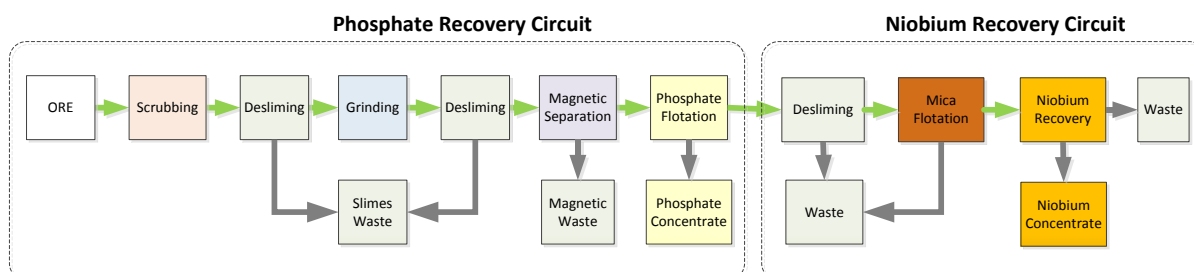 Phosphate Recovery Circuit
Niobium Recovery Circuit
ORE
Scrubbing
Desliming
Grinding
Desliming
Magnetic
Separation
Phosphate
Flotation
Desliming
Mica
Flotation
Niobium
Recovery
Waste
Slimes
Waste
Magnetic
Waste
Phosphate
Concentrate
Waste
Niobium
Concentrate